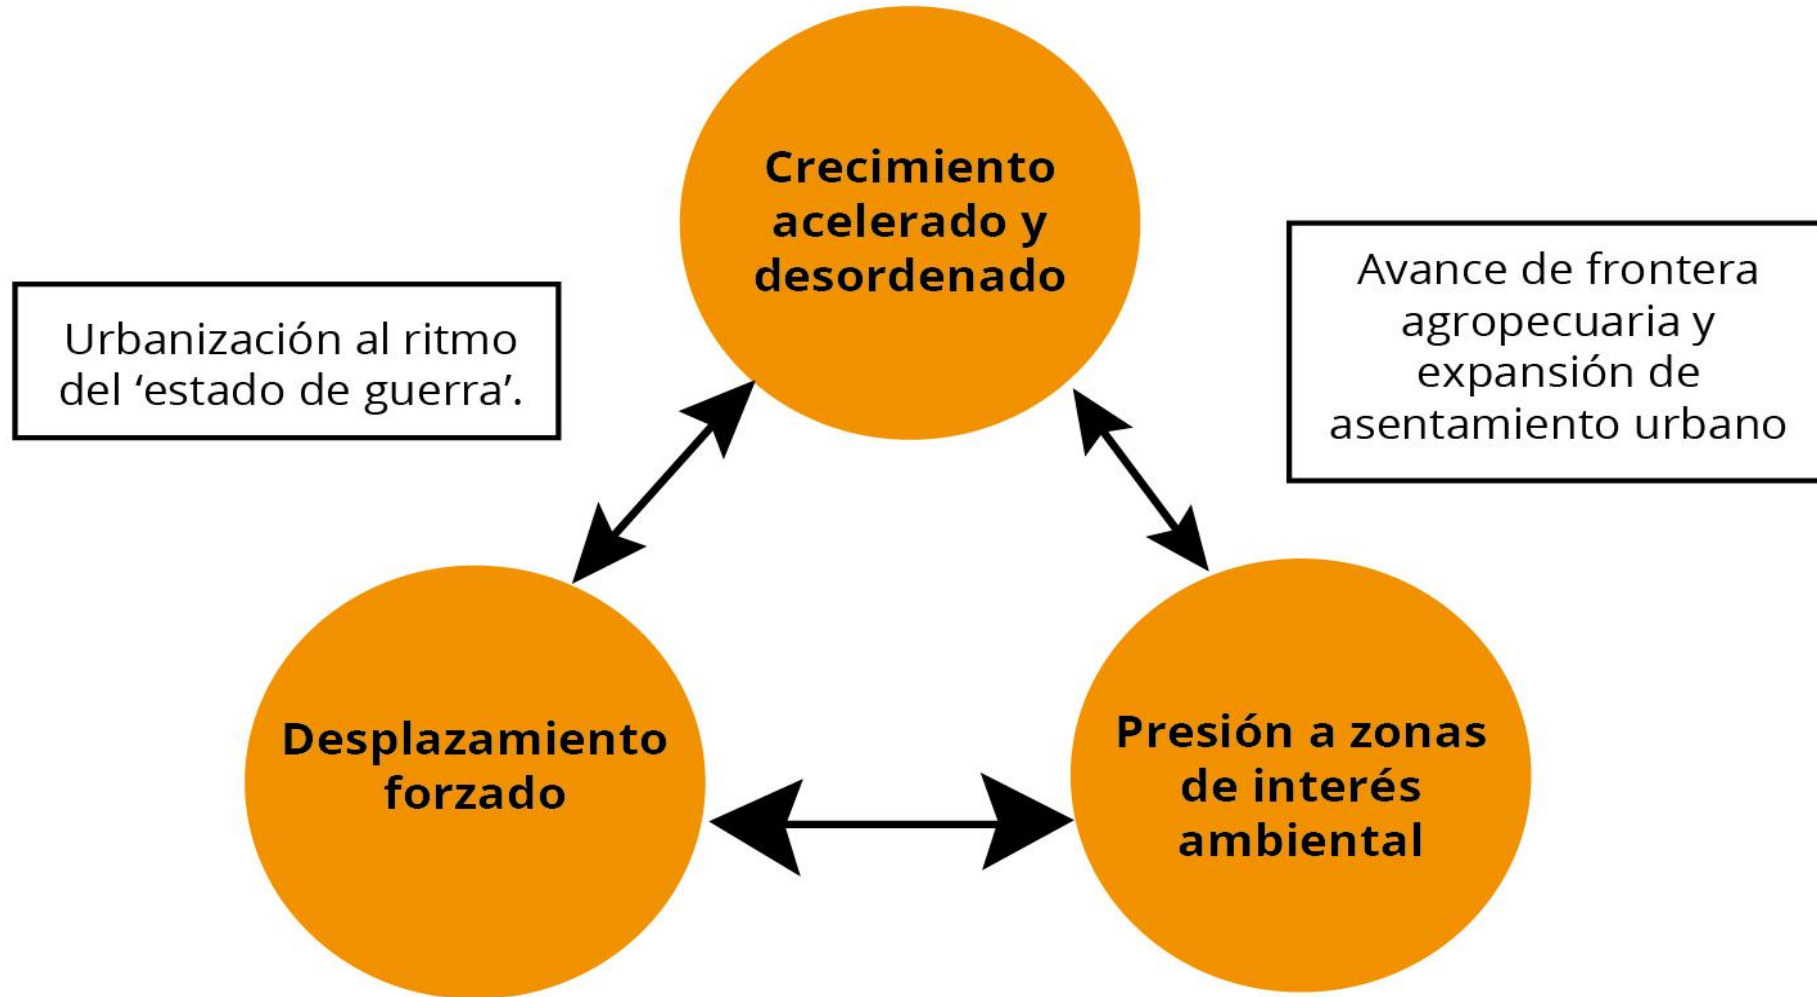 Crecimiento
acelerado y
desordenado
Urbanización al ritmo
del ‘estado de guerra’.
Avance de frontera
agropecuaria y
expansión de
asentamiento urbano
Desplazamiento
forzado
Presión a zonas
de interés
ambiental